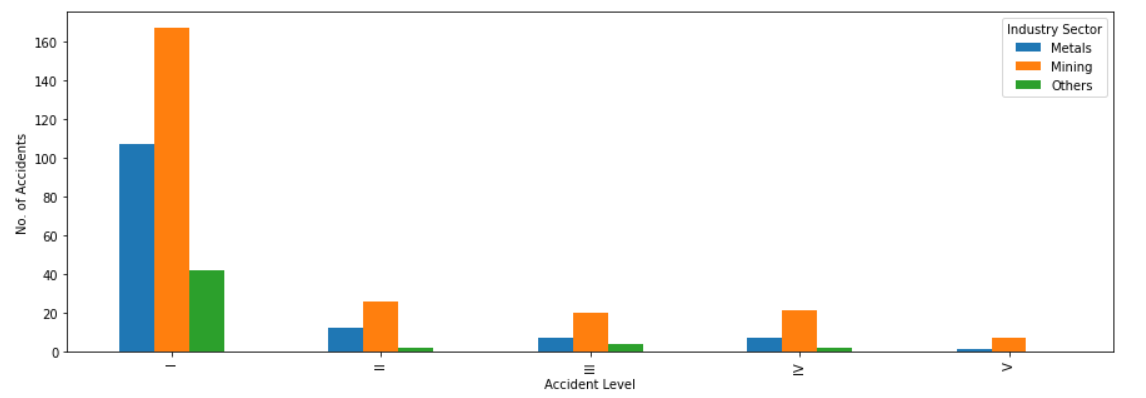 160
140
120
100
80
60
40
20
0
No. of Accidents
Industry Sector
Metals
Mining
Others
I
II
III
IV
V
Accident Level